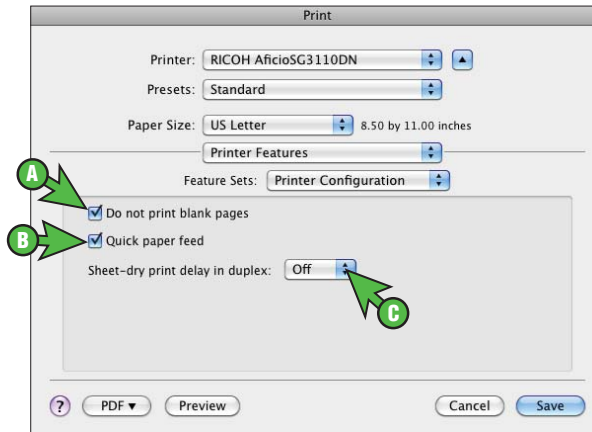 Print
Printer: RICOH AficioSG3110DN
Presets: Standard
Paper Size: US Letter 8.50 by 11.00 inches
Printer Features
Feature Sets: Printer Configuration
A
Do not print blank pages
B
Quick paper feed
Sheet-dry print delay in duplex: Off
C
? PDF▼ Preview Cancel Save